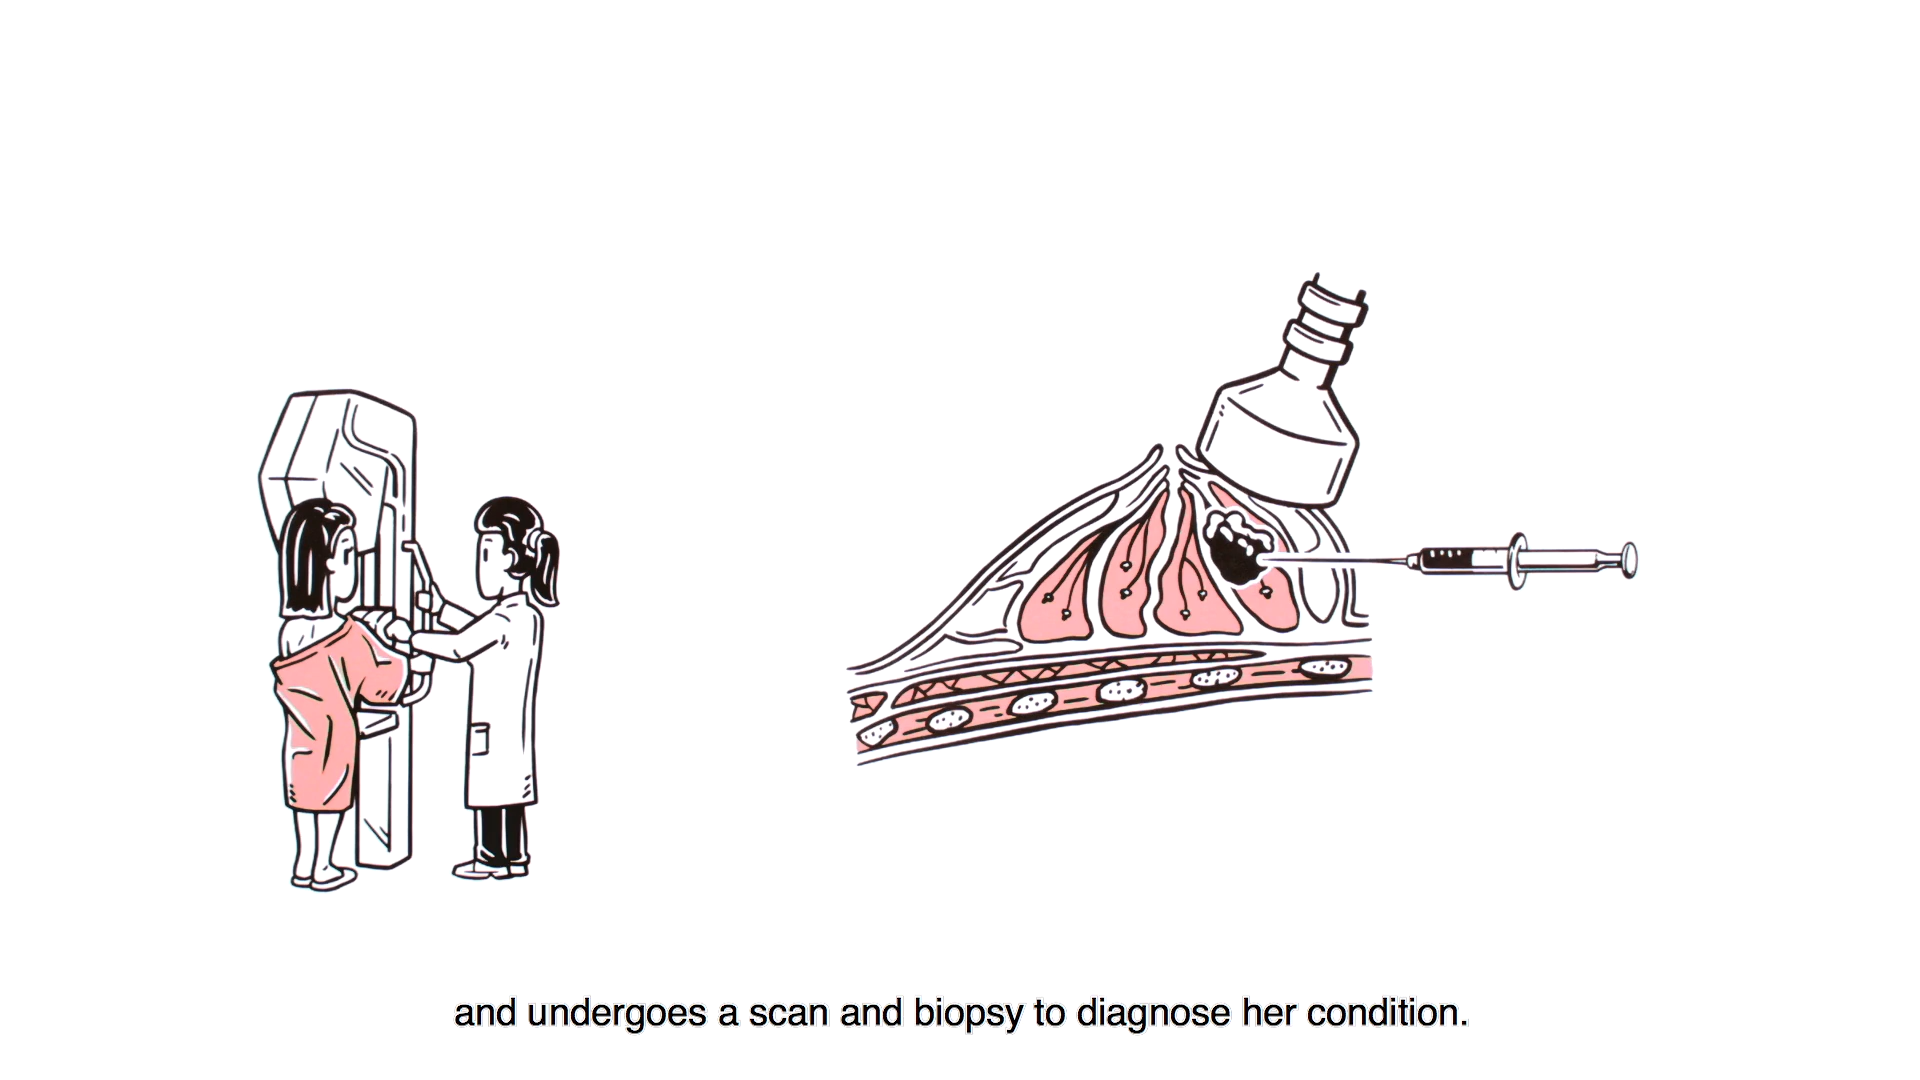 and undergoes a scan and biopsy to diagnose her condition.